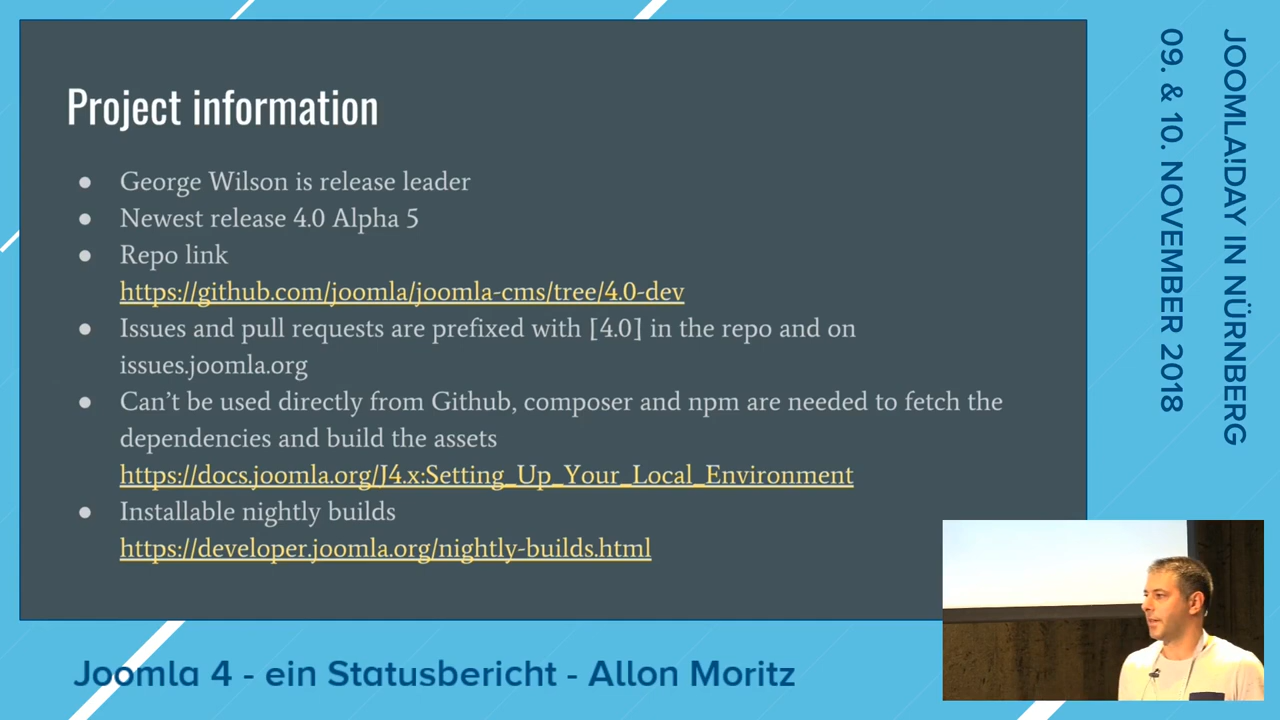 Project information
● George Wilson is release leader
● Newest release 4.0 Alpha 5
● Repo link
https://github.com/joomla/joomla-cms/tree/4.0-dev
● Issues and pull requests are prefixed with [4.0] in the repo and on
issues.joomla.org
● Can’t be used directly from Github, composer and npm are needed to fetch the
dependencies and build the assets
https://docs.joomla.org/J4.x:Setting_Up_Your_Local_Environment
● Installable nightly builds
https://developer.joomla.org/nightly-builds.html
JOOMLA!DAY IN NÜRNBERG
09. & 10. NOVEMBER 2018
Joomla 4 - ein Statusbericht - Allon Moritz